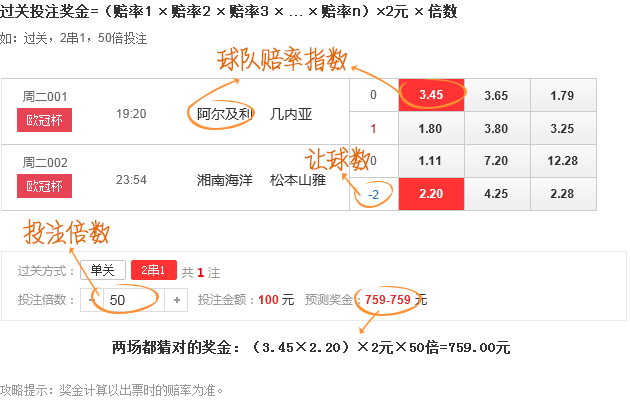 过关投注奖金=（赔率1 × 赔率2 × 赔率3 × ... × 赔率n）×2元 × 倍数
如：过关，2串1，50倍投注
球队赔率指数
周二001
欧冠杯
19:20
阿尔及利 几内亚
0 3.45 3.65 1.79
1 1.80 3.80 3.25
让球数
周二002
欧冠杯
23:54
湘南海洋 松本山雅
0 1.11 7.20 12.28
-2 2.20 4.25 2.28
投注倍数
过关方式： 单关 2串1 共 1 注
投注倍数： - 50 + 投注金额：100 元 预测奖金：759-759 元
两场都猜对的奖金：（3.45×2.20）×2元×50倍=759.00元
攻略提示：奖金计算以出票时的赔率为准。